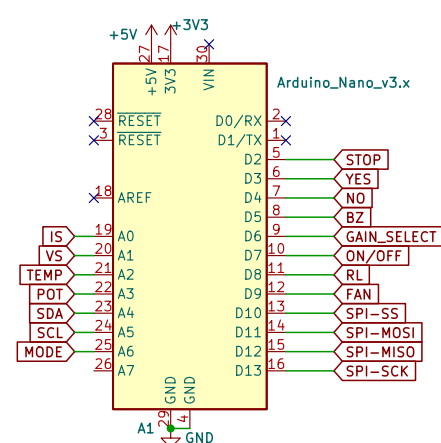 +5V
+3V3
27
17
30
+5V
3V3
VIN
Arduino_Nano_v3.x
28 RESET D0/RX 2
3 RESET D1/TX 1
D2 5 STOP
D3 6 YES
18 AREF D4 7 NO
D5 8 BZ
IS 19 A0 D6 9 GAIN_SELECT
VS 20 A1 D7 10 ON/OFF
TEMP 21 A2 D8 11 RL
POT 22 A3 D9 12 FAN
SDA 23 A4 D10 13 SPI-SS
SCL 24 A5 D11 14 SPI-MOSI
MODE 25 A6 D12 15 SPI-MISO
26 A7 D13 16 SPI-SCK
GND
GND
29
4
A1
GND